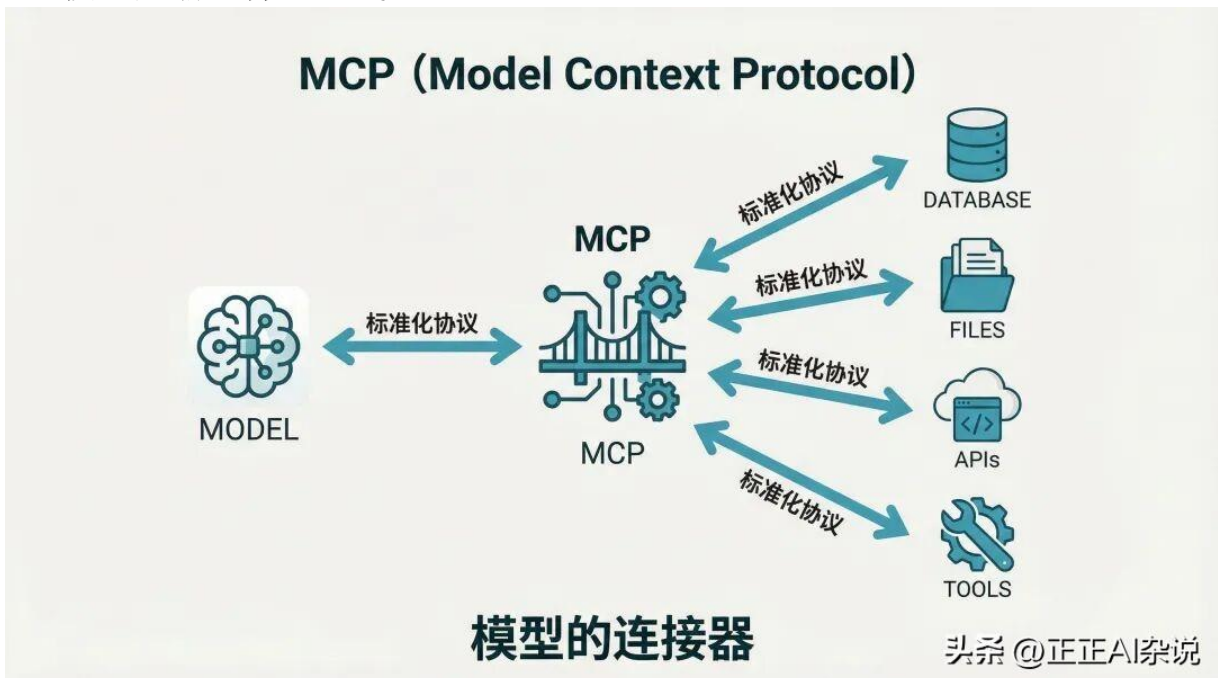 MCP（Model Context Protocol）
标准化协议
DATABASE
MCP
标准化协议
FILES
标准化协议
MODEL
标准化协议
APIs
MCP
标准化协议
TOOLS
模型的连接器
头条 @正正AI杂说